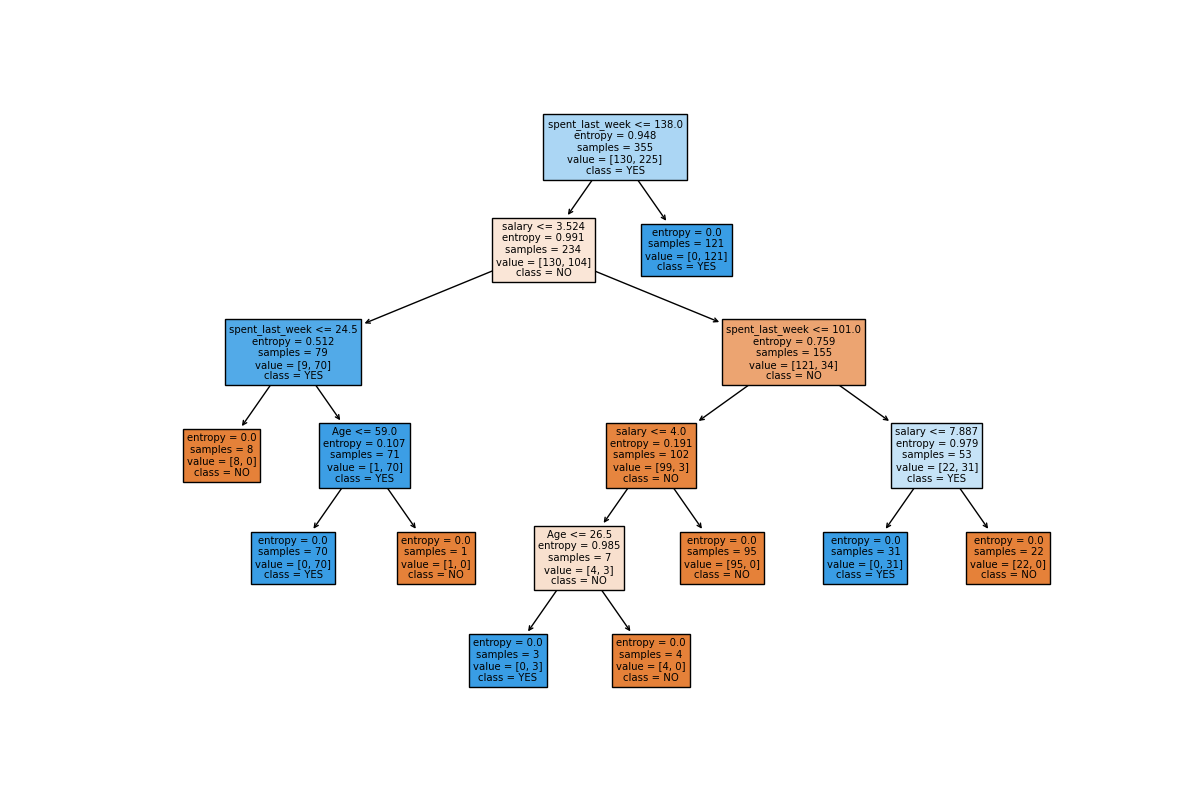 spent_last_week <= 138.0
entropy = 0.948
samples = 355
value = [130, 225]
class = YES
salary <= 3.524
entropy = 0.991
samples = 234
value = [130, 104]
class = NO
entropy = 0.0
samples = 121
value = [0, 121]
class = YES
spent_last_week <= 24.5
entropy = 0.512
samples = 79
value = [9, 70]
class = YES
spent_last_week <= 101.0
entropy = 0.759
samples = 155
value = [121, 34]
class = NO
entropy = 0.0
samples = 8
value = [8, 0]
class = NO
Age <= 59.0
entropy = 0.107
samples = 71
value = [1, 70]
class = YES
salary <= 4.0
entropy = 0.191
samples = 102
value = [99, 3]
class = NO
salary <= 7.887
entropy = 0.979
samples = 53
value = [22, 31]
class = YES
entropy = 0.0
samples = 70
value = [0, 70]
class = YES
entropy = 0.0
samples = 1
value = [1, 0]
class = NO
Age <= 26.5
entropy = 0.985
samples = 7
value = [4, 3]
class = NO
entropy = 0.0
samples = 95
value = [95, 0]
class = NO
entropy = 0.0
samples = 31
value = [0, 31]
class = YES
entropy = 0.0
samples = 22
value = [22, 0]
class = NO
entropy = 0.0
samples = 3
value = [0, 3]
class = YES
entropy = 0.0
samples = 4
value = [4, 0]
class = NO